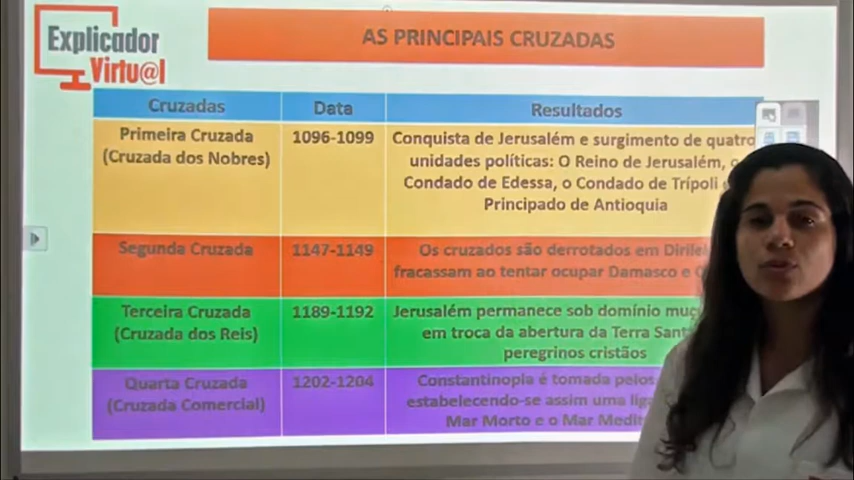 Explicador
Virtu@l
AS PRINCIPAIS CRUZADAS
Cruzadas Data Resultados
Primeira Cruzada
(Cruzada dos Nobres)
1096-1099
Conquista de Jerusalém e surgimento de quatro
unidades políticas: O Reino de Jerusalém, o
Condado de Edessa, o Condado de Trípoli
Principado de Antioquia
Segunda Cruzada
1147-1149
Os cruzados são derrotados em
fracassam ao tentar ocupar Damasco e
Terceira Cruzada
(Cruzada dos Reis)
1189-1192
Jerusalém permanece sob domínio
em troca da abertura da Terra
peregrinos cristãos
Quarta Cruzada
(Cruzada Comercial)
1202-1204
Constantinopla é tomada pelos
estabelecendo-se assim uma
Mar Morto e o Mar